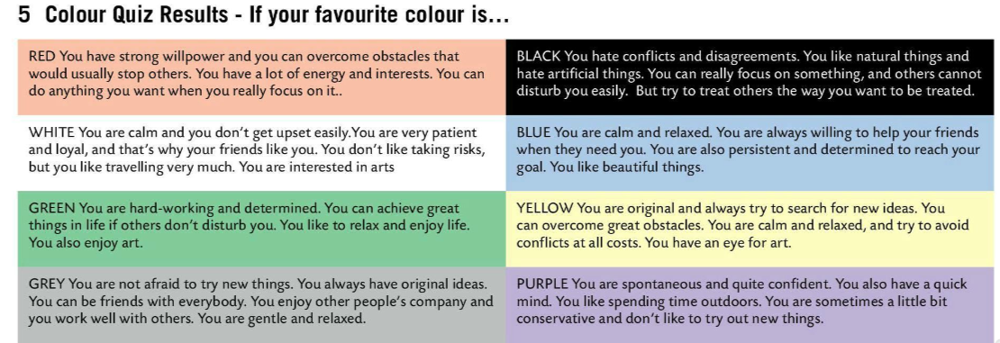 5 Colour Quiz Results - If your favourite colour is...
RED You have strong willpower and you can overcome obstacles that
would usually stop others. You have a lot of energy and interests. You can
do anything you want when you really focus on it..
BLACK You hate conflicts and disagreements. You like natural things and
hate artificial things. You can really focus on something, and others cannot
disturb you easily. But try to treat others the way you want to be treated.
WHITE You are calm and you don't get upset easily.You are very patient
and loyal, and that's why your friends like you. You don't like taking risks,
but you like travelling very much. You are interested in arts
BLUE You are calm and relaxed. You are always willing to help your friends
when they need you. You are also persistent and determined to reach your
goal. You like beautiful things.
GREEN You are hard-working and determined. You can achieve great
things in life if others don't disturb you. You like to relax and enjoy life.
You also enjoy art.
YELLOW You are original and always try to search for new ideas. You
can overcome great obstacles. You are calm and relaxed, and try to avoid
conflicts at all costs. You have an eye for art.
GREY You are not afraid to try new things. You always have original ideas.
You can be friends with everybody. You enjoy other people's company and
you work well with others. You are gentle and relaxed.
PURPLE You are spontaneous and quite confident. You also have a quick
mind. You like spending time outdoors. You are sometimes a little bit
conservative and don't like to try out new things.